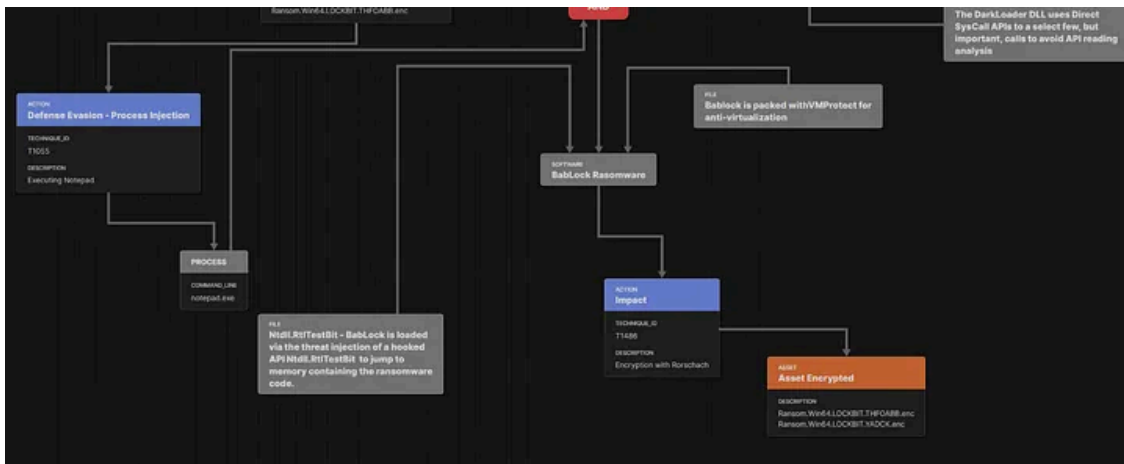 Ransom.Win64.LOCKBIT.THFOABB.enc
AND
The DarkLoader DLL uses Direct
SysCall APIs to a select few, but
important, calls to avoid API reading
analysis
ACTION
Defense Evasion - Process Injection
TECHNIQUE_ID
T1055
DESCRIPTION
Executing Notepad
FILE
Bablock is packed withVMProtect for
anti-virtualization
SOFTWARE
BabLock Rasomware
PROCESS
COMMAND_LINE
notepad.exe
FILE
Ntdll.RtlTestBit - BabLock is loaded
via the threat injection of a hooked
API Ntdll.RtlTestBit to jump to
memory containing the ransomware
code.
ACTION
Impact
TECHNIQUE_ID
T1486
DESCRIPTION
Encryption with Rorschach
ASSET
Asset Encrypted
DESCRIPTION
Ransom.Win64.LOCKBIT.THFOABB.enc
Ransom.Win64.LOCKBIT.YADCK.enc